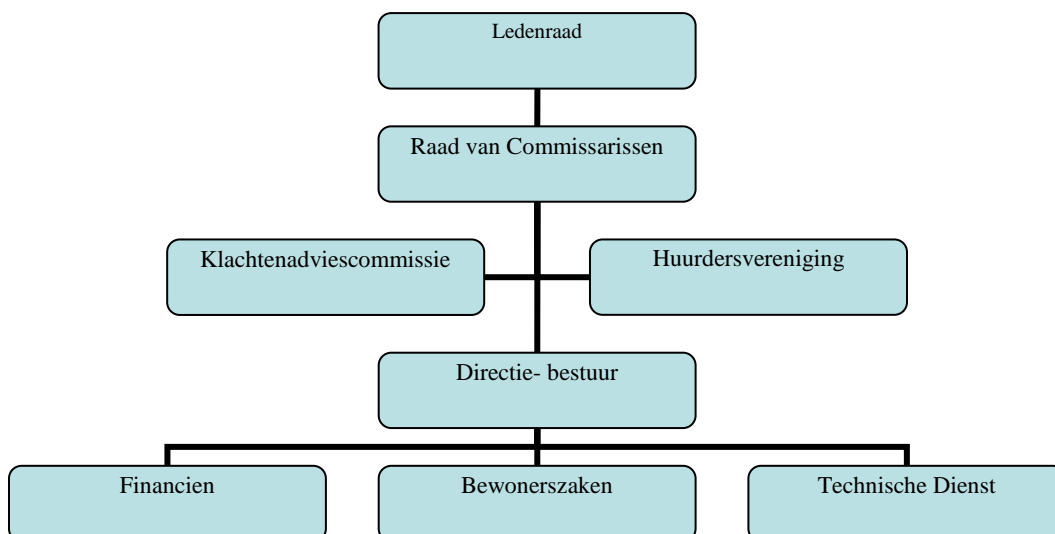 Ledenraad
Raad van Commissarissen
Klachtenadviescommissie
Huurdersvereniging
Directie- bestuur
Financien
Bewonerszaken
Technische Dienst